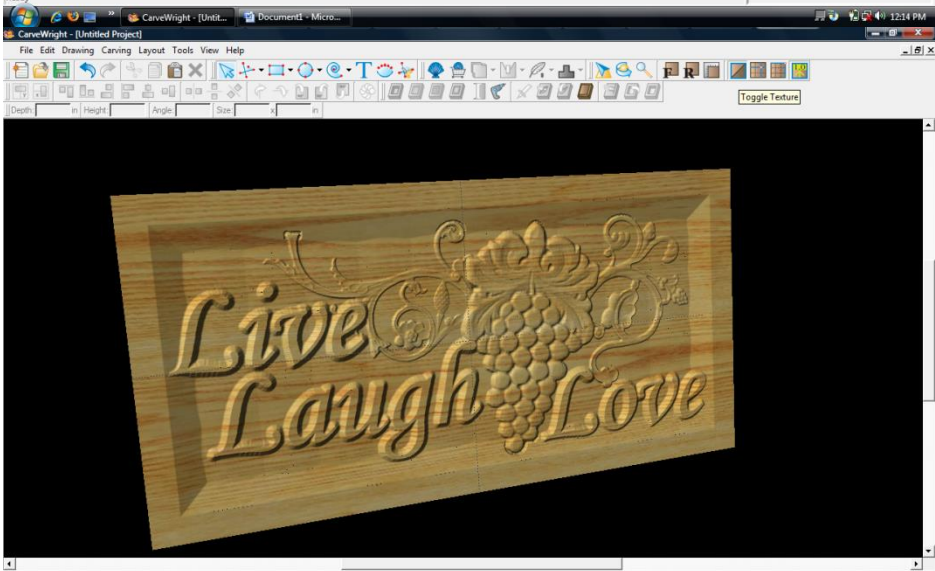 CarveWright - [Untit...
Document1 - Micro...
12:14 PM
CarveWright - [Untitled Project]
File Edit Drawing Carving Layout Tools View Help
F R
Toggle Texture
Depth: in Height: Angle: Size: x in
Live
Laugh Love